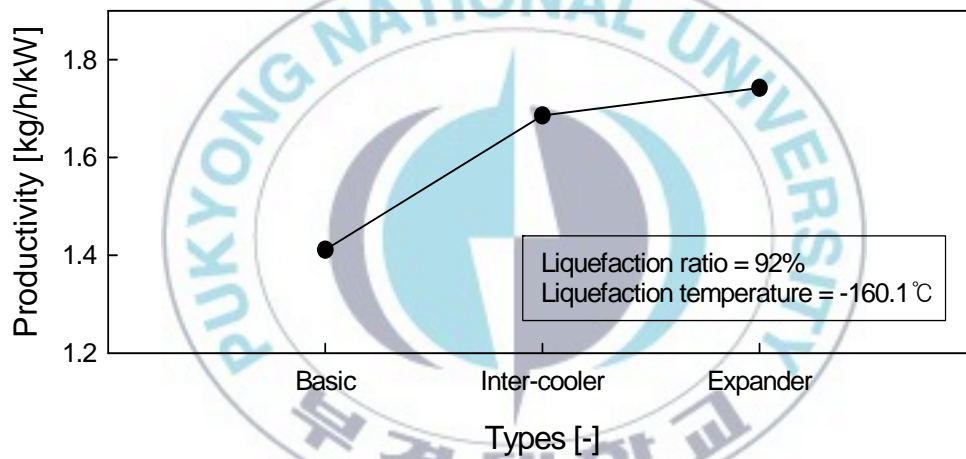 PUKYONG NATIONAL UNIVERSITY
Productivity [kg/h/kW]
1.8
1.6
1.4
1.2
Liquefaction ratio = 92%
Liquefaction temperature = -160.1℃
Basic Inter-cooler Expander
Types [-]